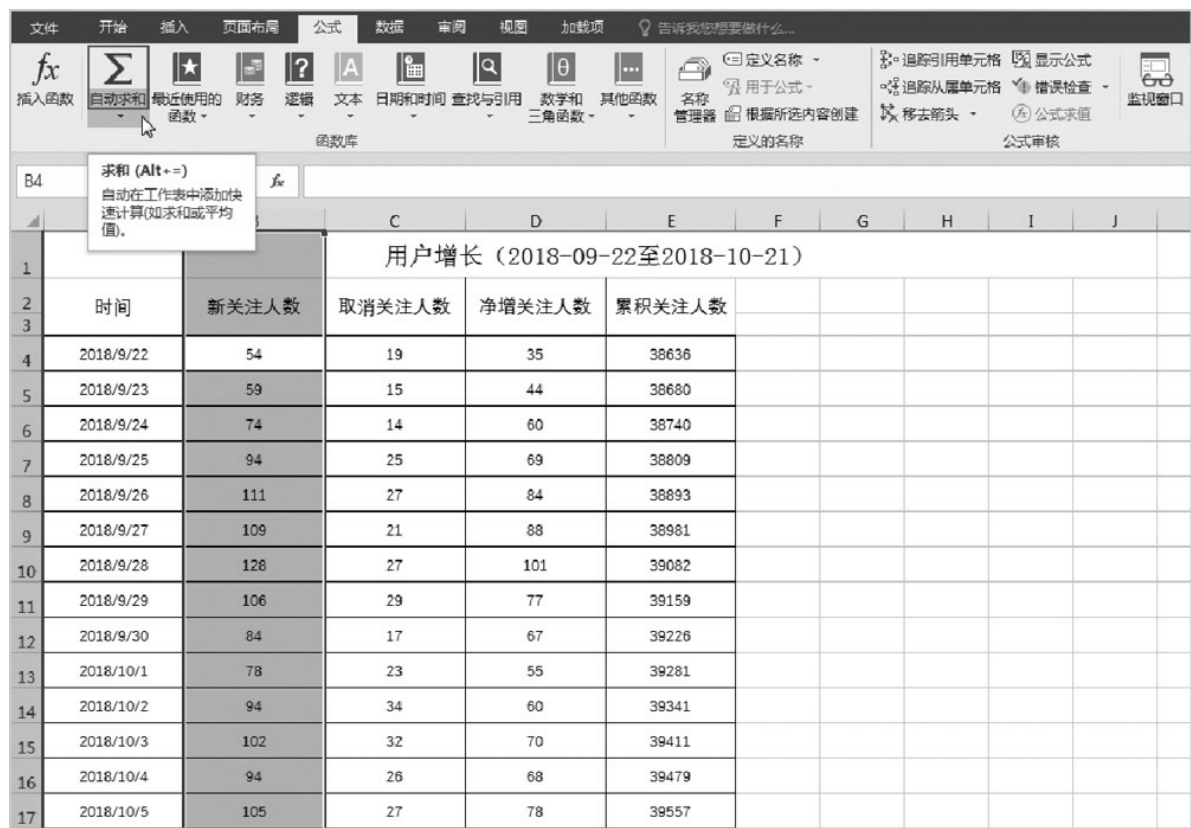 文件 开始 插入 页面布局 公式 数据 审阅 视图 加载项 告诉我您想要做什么...
fx Σ ? A θ 定义名称 追踪引用单元格 显示公式
插入函数 自动求和 最近使用的 财务 逻辑 文本 日期和时间 查找与引用 数学和 其他函数 名称 用于公式 追踪从属单元格 错误检查 监视窗口
函数 三角函数 管理器 根据所选内容创建 移去箭头 公式求值
函数库 定义的名称 公式审核
B4 fx
求和 (Alt+=)
自动在工作表中添加快
速计算(如求和或平均
值)。
C D E F G H I J
1 用户增长（2018-09-22至2018-10-21）
2 时间 新关注人数 取消关注人数 净增关注人数 累积关注人数
3
4 2018/9/22 54 19 35 38636
5 2018/9/23 59 15 44 38680
6 2018/9/24 74 14 60 38740
7 2018/9/25 94 25 69 38809
8 2018/9/26 111 27 84 38893
9 2018/9/27 109 21 88 38981
10 2018/9/28 128 27 101 39082
11 2018/9/29 106 29 77 39159
12 2018/9/30 84 17 67 39226
13 2018/10/1 78 23 55 39281
14 2018/10/2 94 34 60 39341
15 2018/10/3 102 32 70 39411
16 2018/10/4 94 26 68 39479
17 2018/10/5 105 27 78 39557